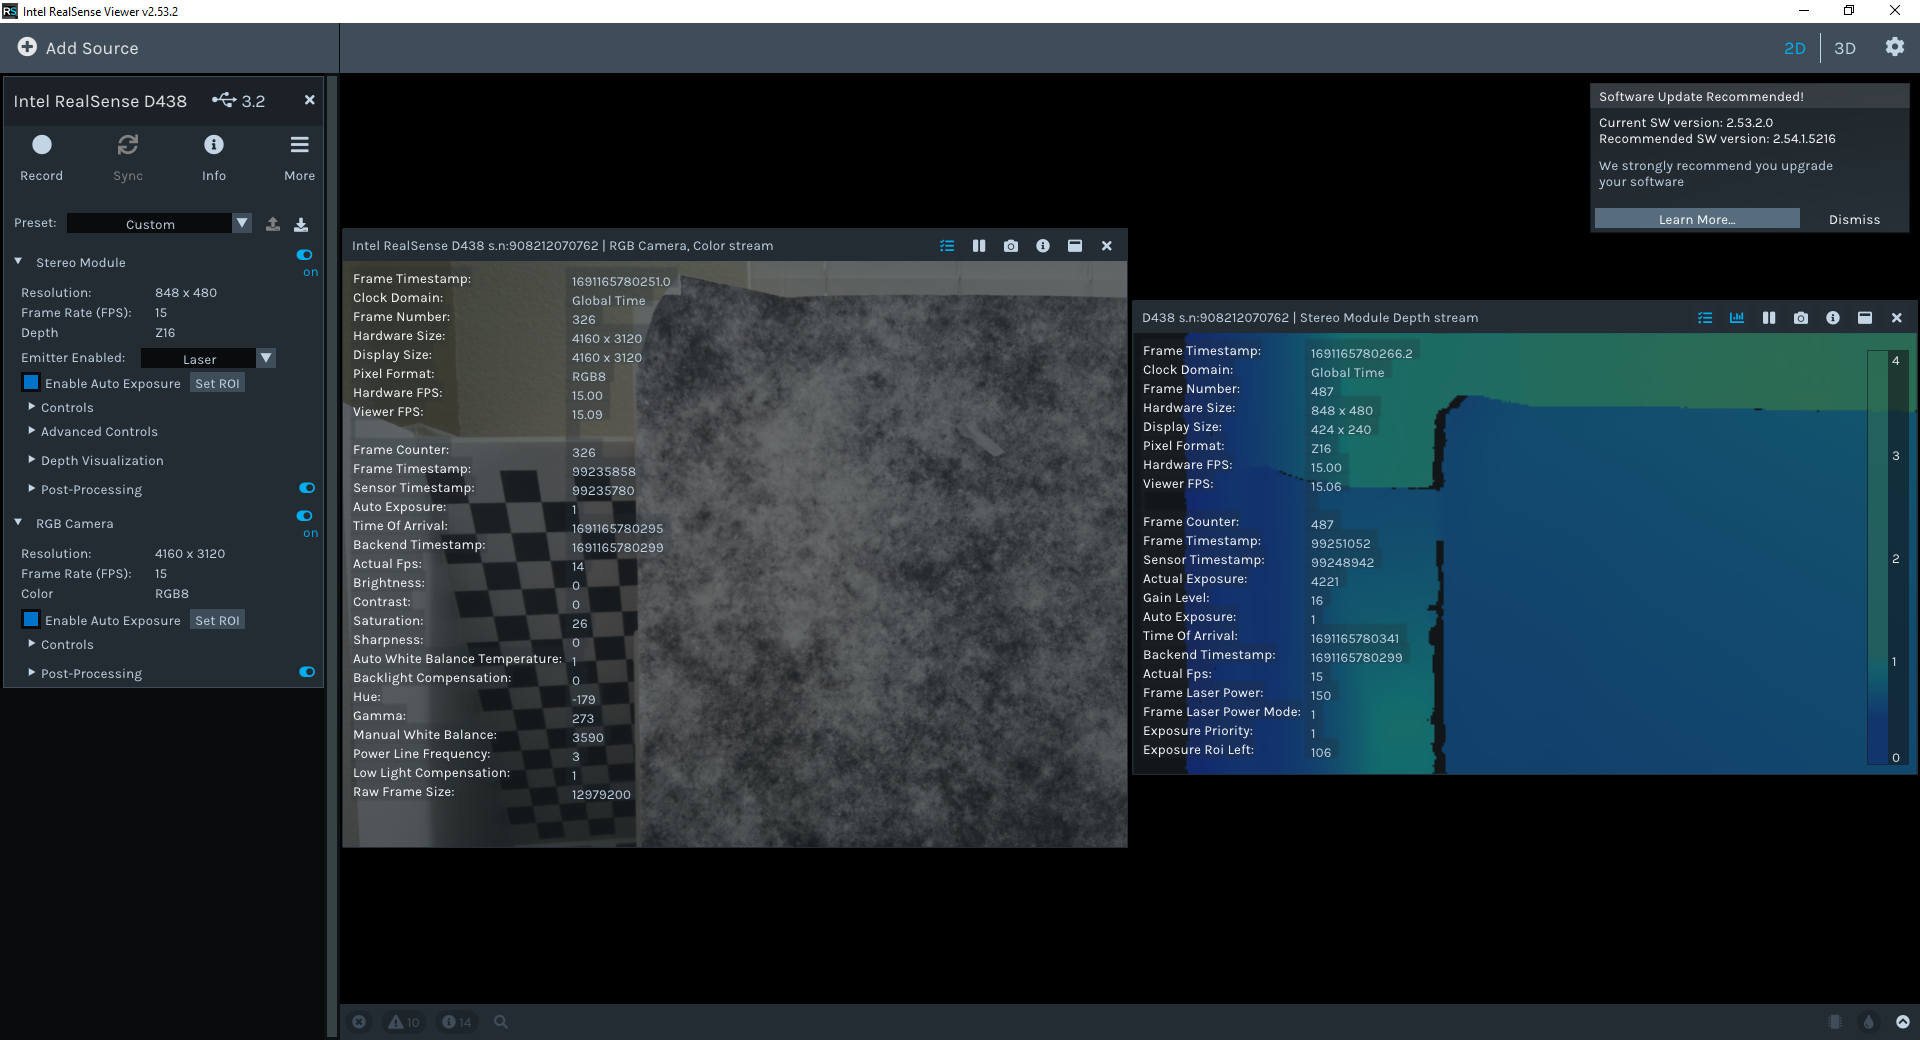 RS Intel RealSense Viewer v2.53.2
Add Source
2D 3D
Intel RealSense D438 3.2
Record Sync Info More
Preset: Custom
Stereo Module
on
Resolution: 848 x 480
Frame Rate (FPS): 15
Depth Z16
Emitter Enabled: Laser
Enable Auto Exposure Set ROI
Controls
Advanced Controls
Depth Visualization
Post-Processing
RGB Camera
on
Resolution: 4160 x 3120
Frame Rate (FPS): 15
Color RGB8
Enable Auto Exposure Set ROI
Controls
Post-Processing
Intel RealSense D438 s.n:908212070762 | RGB Camera, Color stream
Frame Timestamp: 1691165780251.0
Clock Domain: Global Time
Frame Number: 326
Hardware Size: 4160 x 3120
Display Size: 4160 x 3120
Pixel Format: RGB8
Hardware FPS: 15.00
Viewer FPS: 15.09
Frame Counter: 326
Frame Timestamp: 99235858
Sensor Timestamp: 99235780
Auto Exposure: 1
Time Of Arrival: 1691165780295
Backend Timestamp: 1691165780299
Actual Fps: 14
Brightness: 0
Contrast: 0
Saturation: 26
Sharpness: 0
Auto White Balance Temperature: 1
Backlight Compensation: 0
Hue: -179
Gamma: 273
Manual White Balance: 3590
Power Line Frequency: 3
Low Light Compensation: 1
Raw Frame Size: 12979200
Software Update Recommended!
Current SW version: 2.53.2.0
Recommended SW version: 2.54.1.5216
We strongly recommend you upgrade
your software
Learn More... Dismiss
D438 s.n:908212070762 | Stereo Module Depth stream
Frame Timestamp: 1691165780266.2
Clock Domain: Global Time
Frame Number: 487
Hardware Size: 848 x 480
Display Size: 424 x 240
Pixel Format: Z16
Hardware FPS: 15.00
Viewer FPS: 15.06
Frame Counter: 487
Frame Timestamp: 99251052
Sensor Timestamp: 99248942
Actual Exposure: 4221
Gain Level: 16
Auto Exposure: 1
Time Of Arrival: 1691165780341
Backend Timestamp: 1691165780299
Actual Fps: 15
Frame Laser Power: 150
Frame Laser Power Mode: 1
Exposure Priority: 1
Exposure Roi Left: 106
4
3
2
1
0
10 14